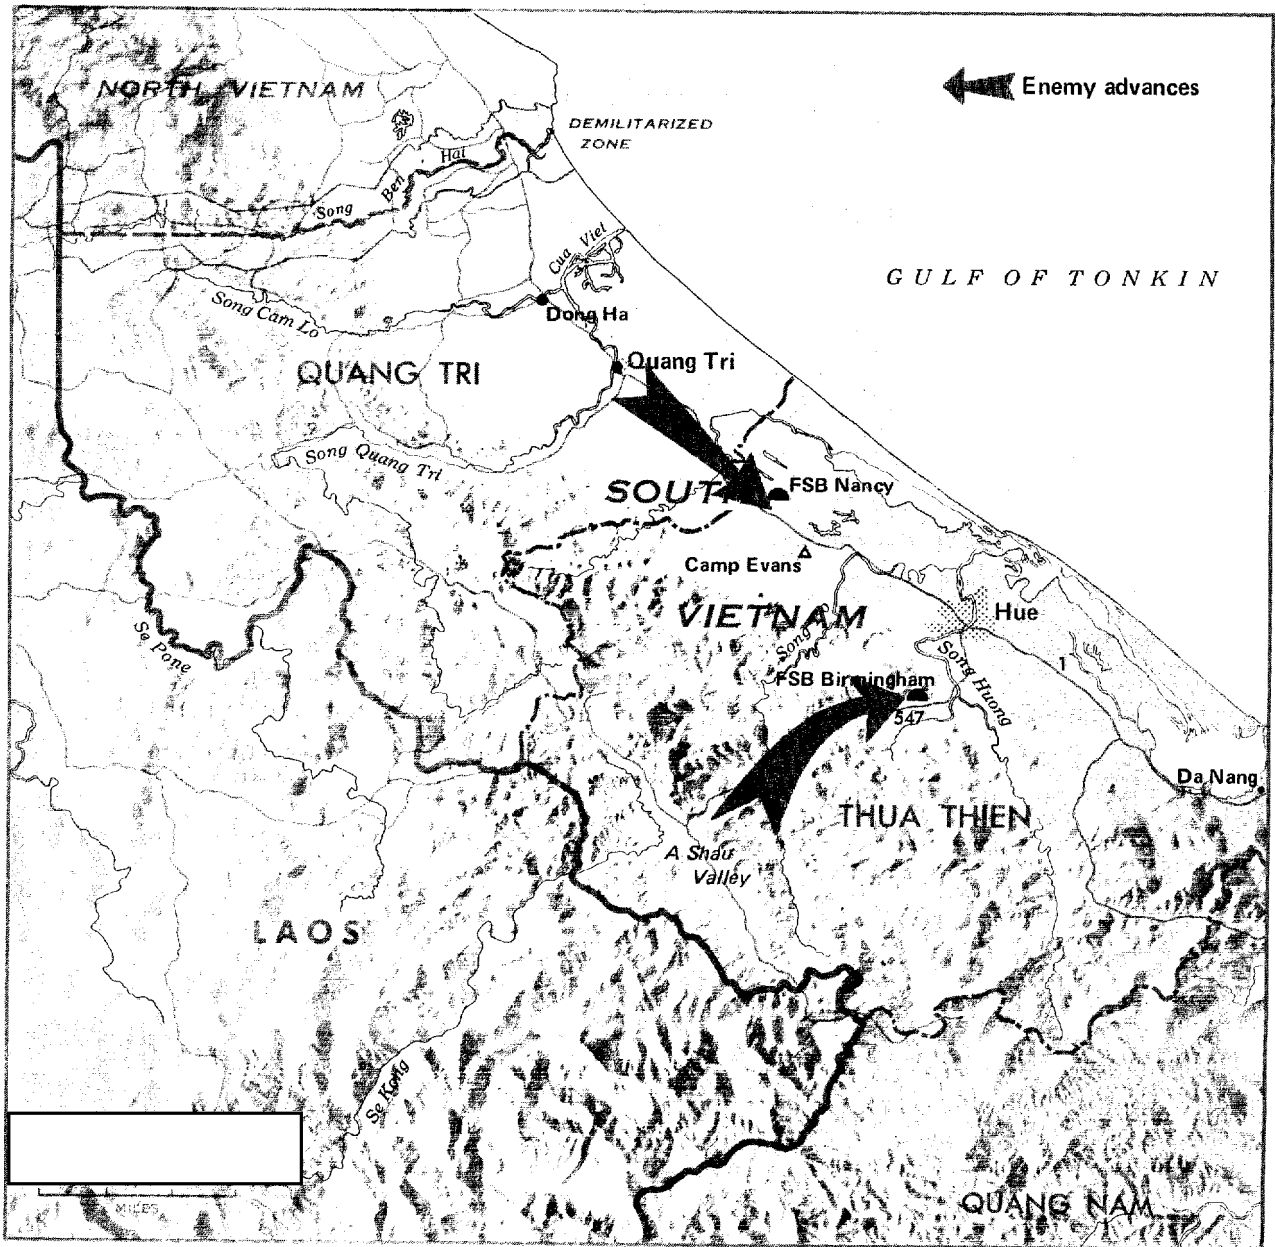 NORTH VIETNAM
Enemy advances
DEMILITARIZED
ZONE
Song Ben Hai
Cua Viet
GULF OF TONKIN
Song Cam Lo
Dong Ha
Quang Tri
QUANG TRI
Song Quang Tri
SOUTH
FSB Nancy
Camp Evans
VIETNAM
Hue
Song
Se Pone
1
Song Huong
FSB Birmingham
547
Da Nang
THUA THIEN
A Shau
Valley
LAOS
Se Kong
MILES
QUANG NAM